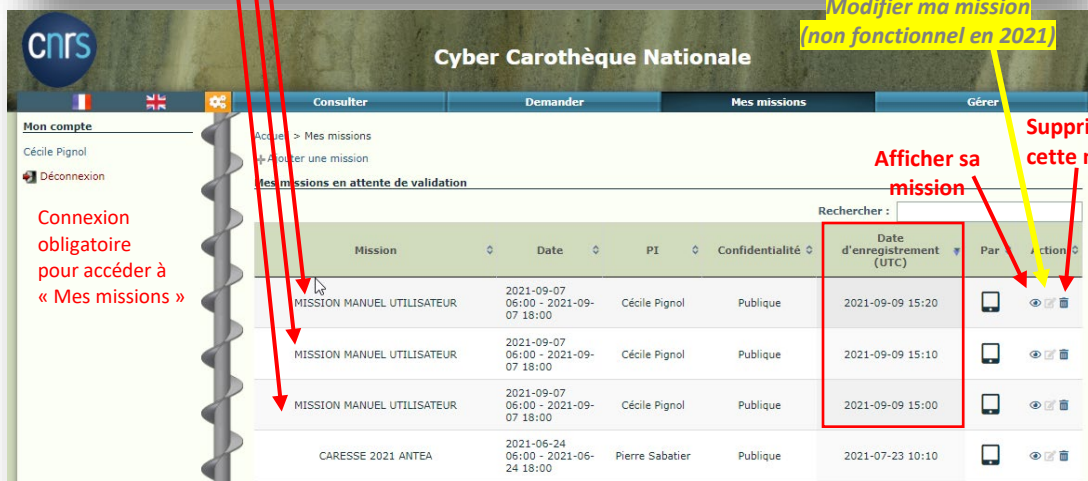 Modifier ma mission
(non fonctionnel en 2021)
cnrs
Cyber Carothèque Nationale
Consulter Demander Mes missions Gérer
Mon compte
Cécile Pignol
Déconnexion
Connexion
obligatoire
pour accéder à
« Mes missions »
Accueil > Mes missions
Ajouter une mission
Mes missions en attente de validation
Afficher sa
mission
Suppri
cette
Rechercher :
Mission Date PI Confidentialité Date d'enregistrement (UTC) Par Action
MISSION MANUEL UTILISATEUR 2021-09-07 06:00 - 2021-09-07 18:00 Cécile Pignol Publique 2021-09-09 15:20
MISSION MANUEL UTILISATEUR 2021-09-07 06:00 - 2021-09-07 18:00 Cécile Pignol Publique 2021-09-09 15:10
MISSION MANUEL UTILISATEUR 2021-09-07 06:00 - 2021-09-07 18:00 Cécile Pignol Publique 2021-09-09 15:00
CARESSE 2021 ANTEA 2021-06-24 06:00 - 2021-06-24 18:00 Pierre Sabatier Publique 2021-07-23 10:10